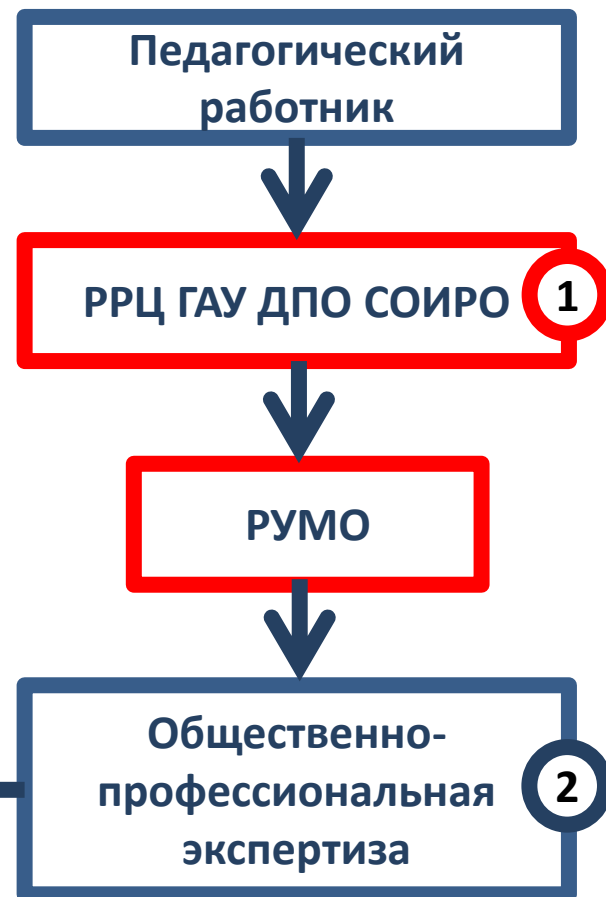 Педагогический
работник
РРЦ ГАУ ДПО СОИРО
1
РУМО
Общественно-
профессиональная
экспертиза
2